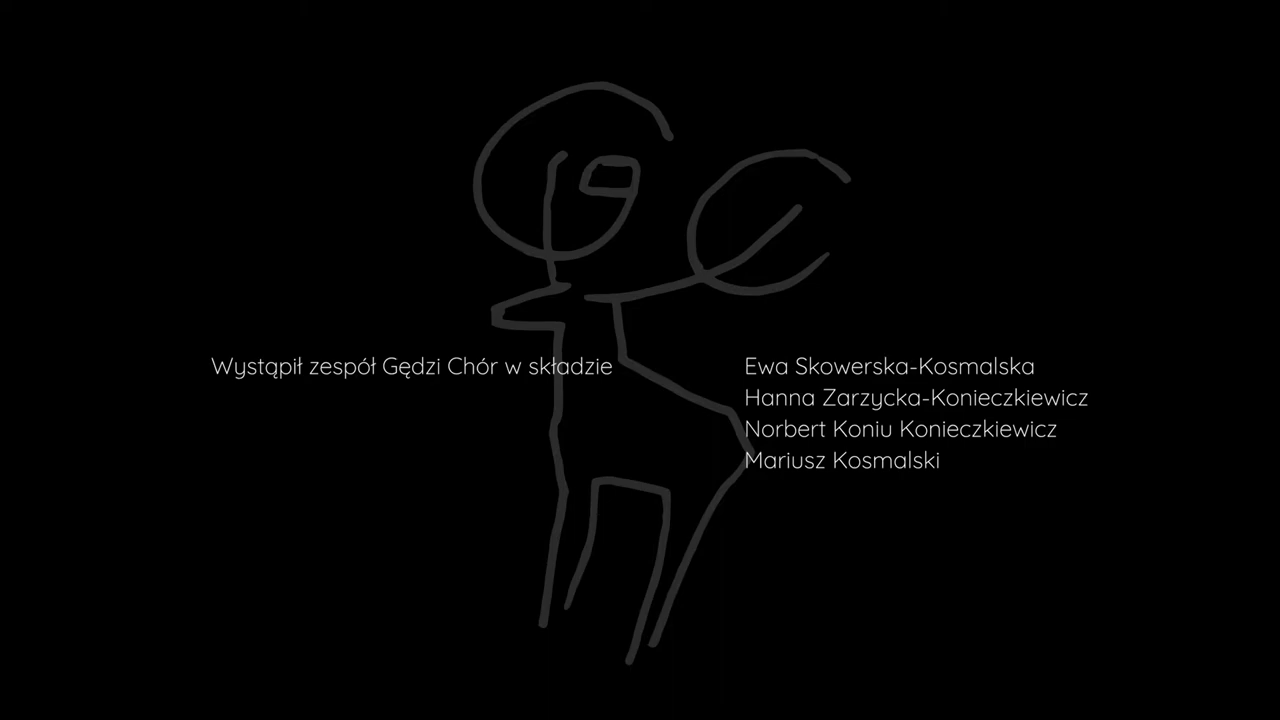 Wystąpił zespół Gędzi Chór w składzie
Ewa Skowerska-Kosmalska
Hanna Zarzycka-Konieczkiewicz
Norbert Koniu Konieczkiewicz
Mariusz Kosmalski